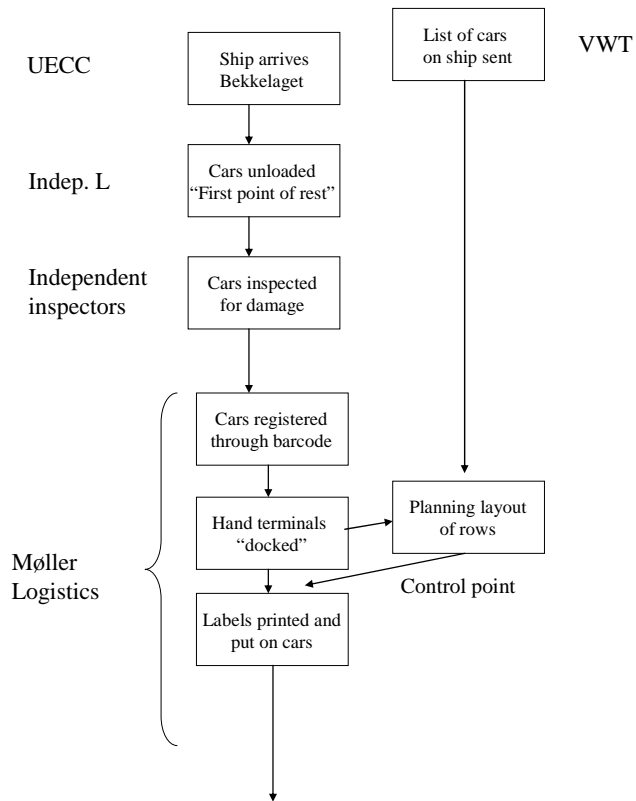 UECC
Ship arrives
Bekkelaget
List of cars
on ship sent
VWT
Indep. L
Cars unloaded
“First point of rest”
Independent
inspectors
Cars inspected
for damage
Cars registered
through barcode
Hand terminals
“docked”
Planning layout
of rows
Møller
Logistics
Control point
Labels printed and
put on cars